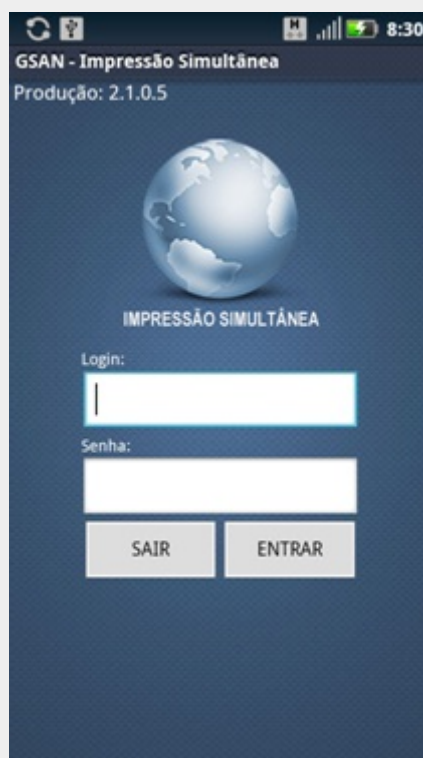 H 8:30
GSAN - Impressão Simultânea
Produção: 2.1.0.5
IMPRESSÃO SIMULTÂNEA
Login:
Senha:
SAIR ENTRAR